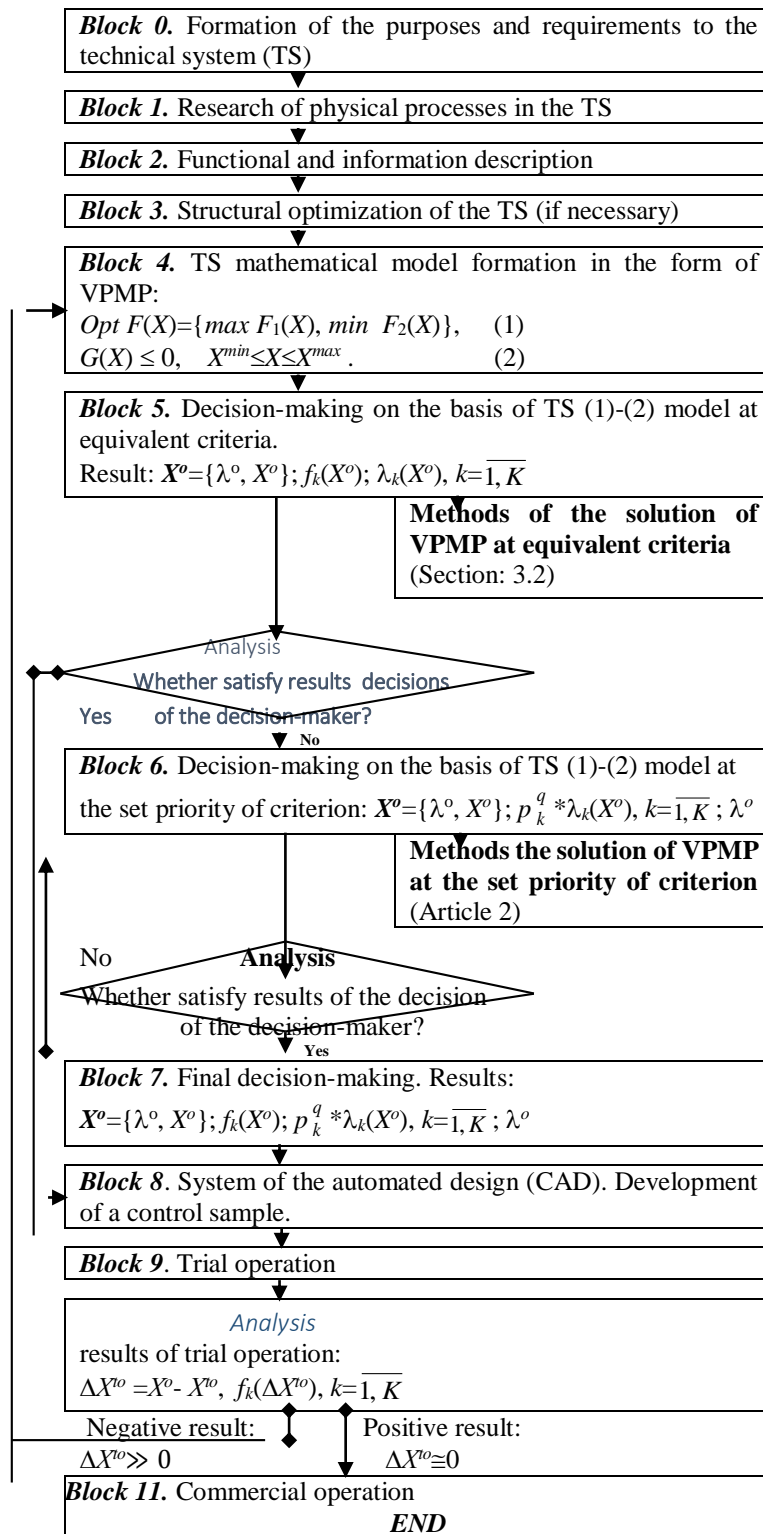 Block 0. Formation of the purposes and requirements to the
technical system (TS)
Block 1. Research of physical processes in the TS
Block 2. Functional and information description
Block 3. Structural optimization of the TS (if necessary)
Block 4. TS mathematical model formation in the form of
VPMP:
Opt F(X)={max F₁(X), min F₂(X)}, (1)
G(X) ≤ 0, Xᵐⁱⁿ≤X≤Xᵐᵃˣ . (2)
Block 5. Decision-making on the basis of TS (1)-(2) model at
equivalent criteria.
Result: Xᵒ={λᵒ, Xᵒ}; fₖ(Xᵒ); λₖ(Xᵒ), k=1, K
Methods of the solution of
VPMP at equivalent criteria
(Section: 3.2)
Analysis
Whether satisfy results decisions
Yes of the decision-maker?
No
Block 6. Decision-making on the basis of TS (1)-(2) model at
the set priority of criterion: Xᵒ={λᵒ, Xᵒ}; p q k *λₖ(Xᵒ), k=1, K ; λᵒ
Methods the solution of VPMP
at the set priority of criterion
(Article 2)
No Analysis
Whether satisfy results of the decision
of the decision-maker?
Yes
Block 7. Final decision-making. Results:
Xᵒ={λᵒ, Xᵒ}; fₖ(Xᵒ); p q k *λₖ(Xᵒ), k=1, K ; λᵒ
Block 8. System of the automated design (CAD). Development
of a control sample.
Block 9. Trial operation
Analysis
results of trial operation:
ΔXᵗᵒ =Xᵒ- Xᵗᵒ, fₖ(ΔXᵗᵒ), k=1, K
Negative result: Positive result:
ΔXᵗᵒ≫ 0 ΔXᵗᵒ≅0
Block 11. Commercial operation
END